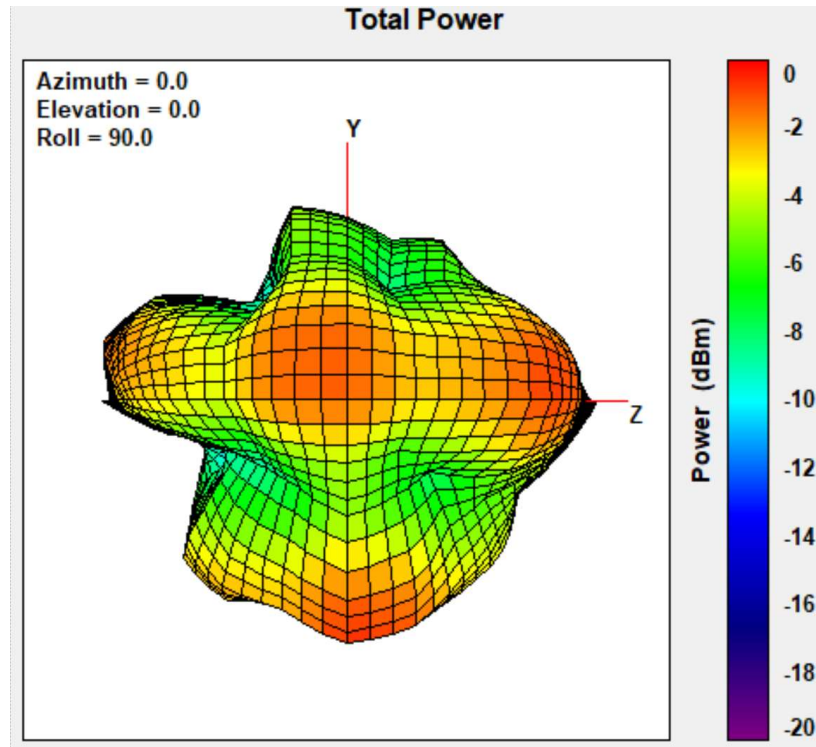 Total Power
Azimuth = 0.0
Elevation = 0.0
Roll = 90.0
Y
Z
Power (dBm)
0
-2
-4
-6
-8
-10
-12
-14
-16
-18
-20